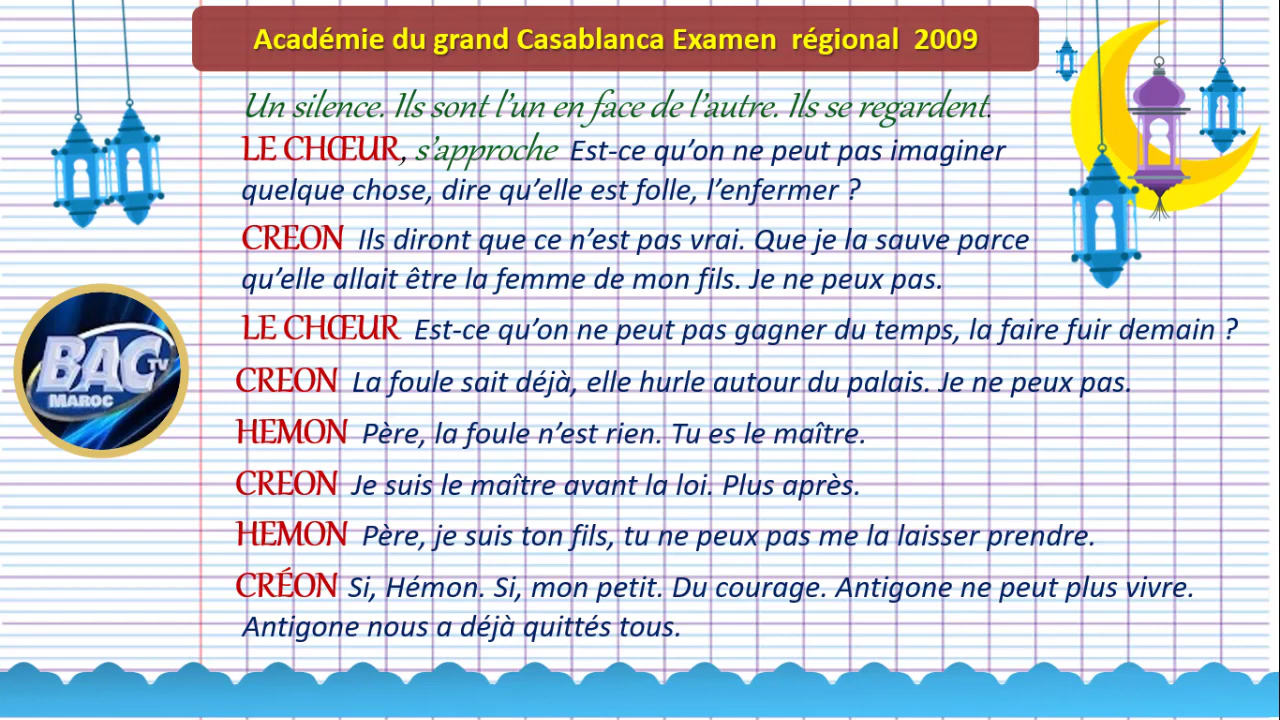 Académie du grand Casablanca Examen régional 2009
Un silence. Ils sont l'un en face de l'autre. Ils se regardent.
LE CHŒUR, s'approche Est-ce qu'on ne peut pas imaginer
quelque chose, dire qu'elle est folle, l'enfermer ?
CREON Ils diront que ce n'est pas vrai. Que je la sauve parce
qu'elle allait être la femme de mon fils. Je ne peux pas.
LE CHŒUR Est-ce qu'on ne peut pas gagner du temps, la faire fuir demain ?
CREON La foule sait déjà, elle hurle autour du palais. Je ne peux pas.
HEMON Père, la foule n'est rien. Tu es le maître.
CREON Je suis le maître avant la loi. Plus après.
HEMON Père, je suis ton fils, tu ne peux pas me la laisser prendre.
CRÉON Si, Hémon. Si, mon petit. Du courage. Antigone ne peut plus vivre.
Antigone nous a déjà quittés tous.
BAC TV
MAROC